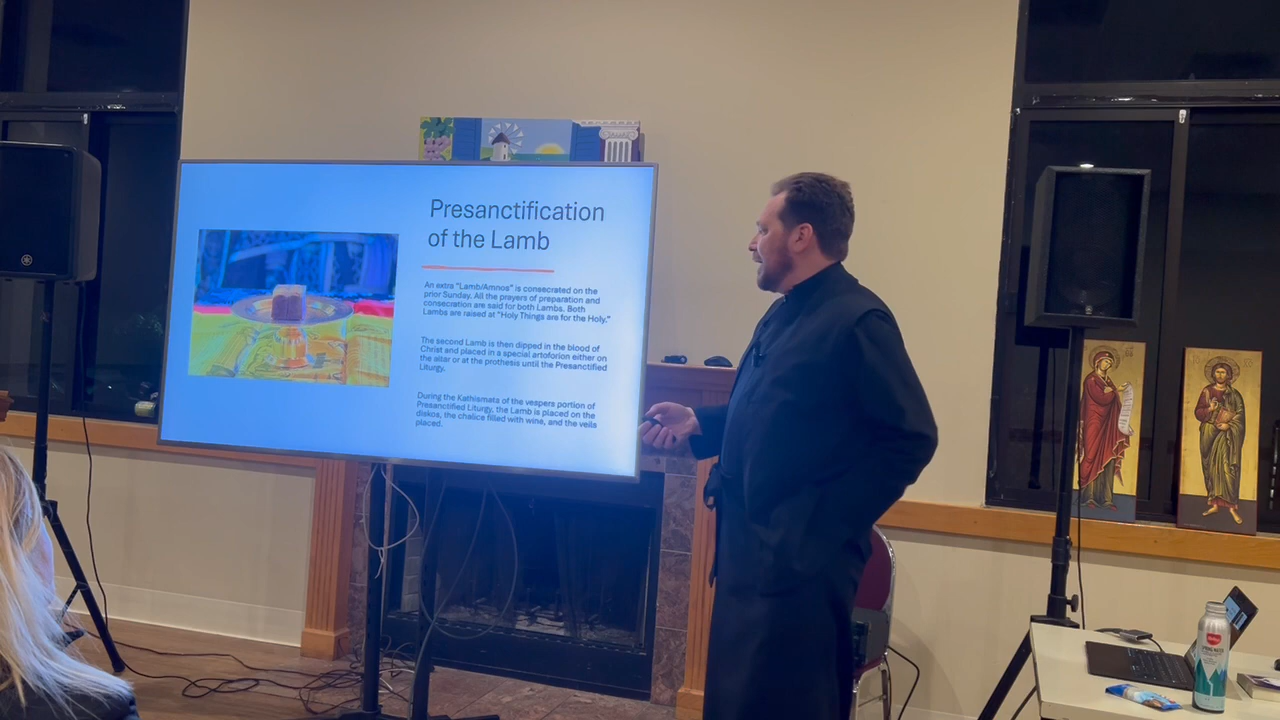 Presanctification
of the Lamb
An extra "Lamb/Amnos" is consecrated on the
prior Sunday. All the prayers of preparation and
consecration are said for both Lambs. Both
Lambs are raised at "Holy Things are for the Holy."
The second Lamb is then dipped in the blood of
Christ and placed in a special artoforion either on
the altar or at the prothesis until the Presanctified
Liturgy.
During the Kathismata of the vespers portion of
Presanctified Liturgy, the Lamb is placed on the
diskos, the chalice filled with wine, and the veils
placed.